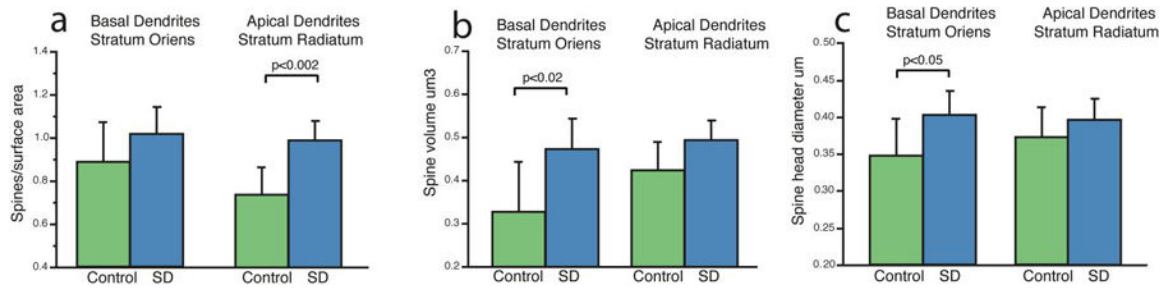 a
Basal Dendrites
Stratum Oriens
Apical Dendrites
Stratum Radiatum
Spines/surface area
1.4
1.2
1.0
0.8
0.6
0.4
p<0.002
Control SD
Control SD
b
Basal Dendrites
Stratum Oriens
Apical Dendrites
Stratum Radiatum
Spine volume um3
0.7
0.6
0.5
0.4
0.3
0.2
p<0.02
Control SD
Control SD
c
Basal Dendrites
Stratum Oriens
Apical Dendrites
Stratum Radiatum
Spine head diameter um
0.50
0.45
0.40
0.35
0.30
0.25
0.20
p<0.05
Control SD
Control SD